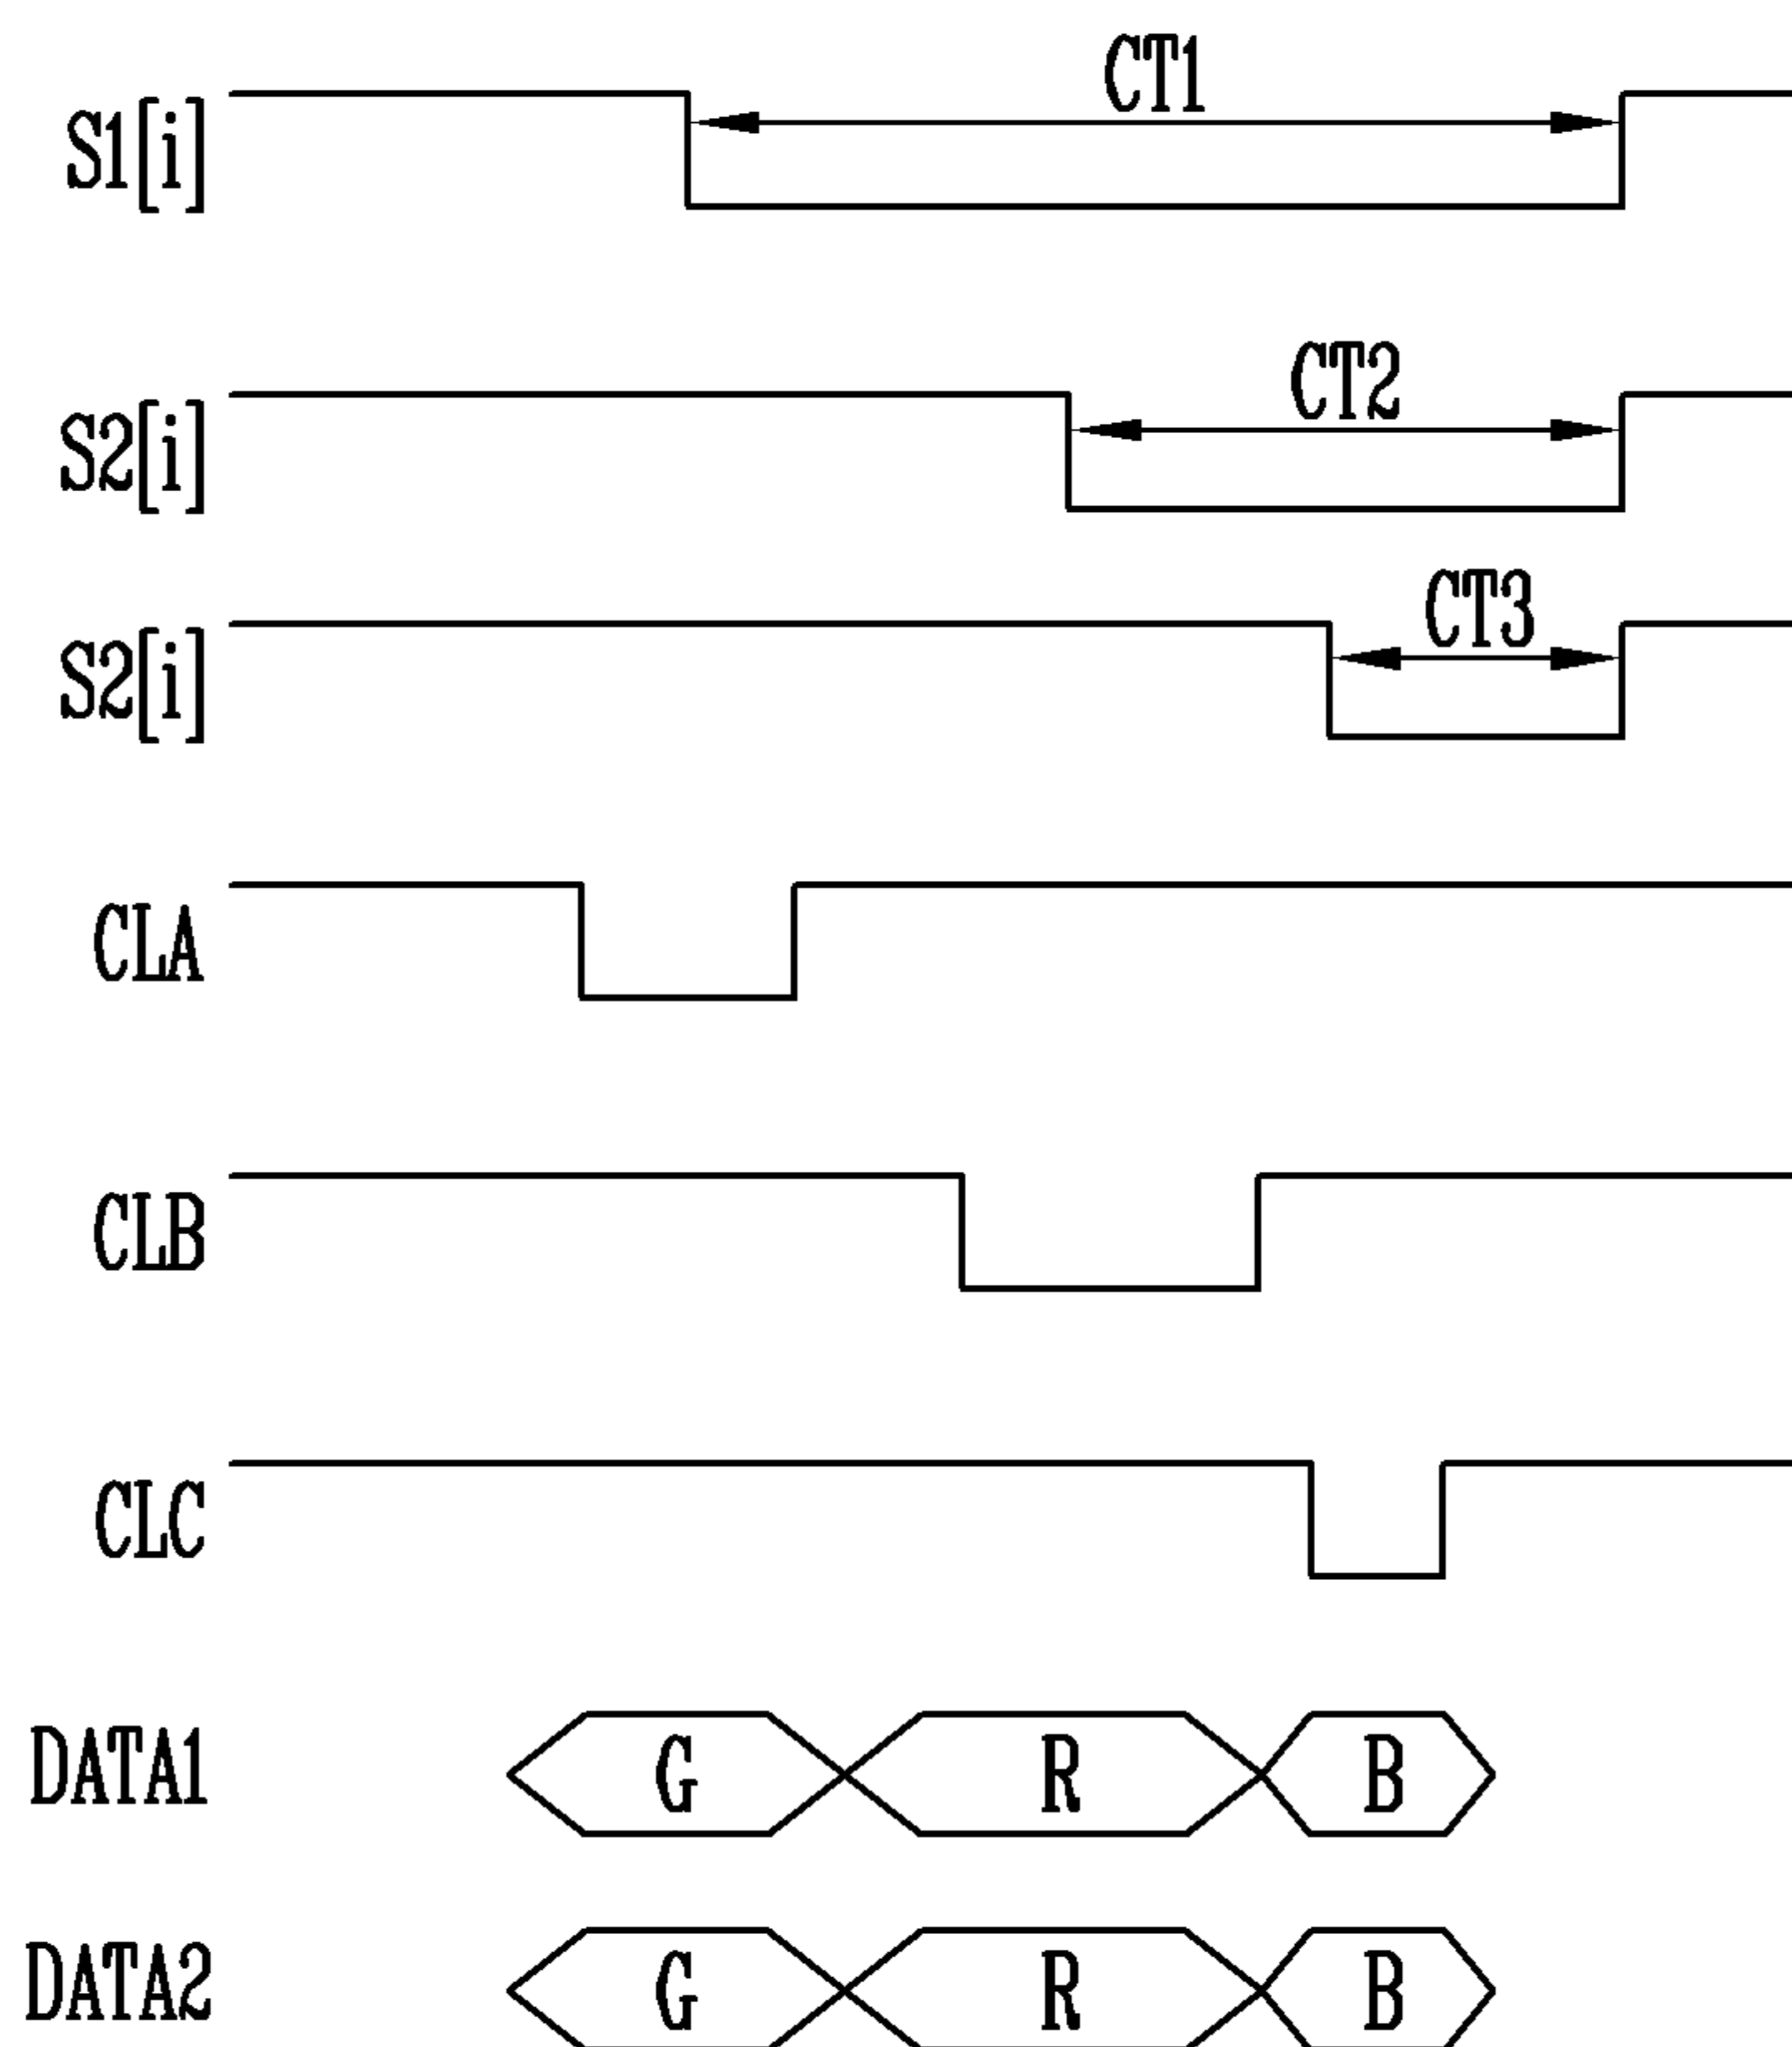 CT1
S1[i]
CT2
S2[i]
CT3
S2[i]
CLA
CLB
CLC
DATA1 G R B
DATA2 G R B